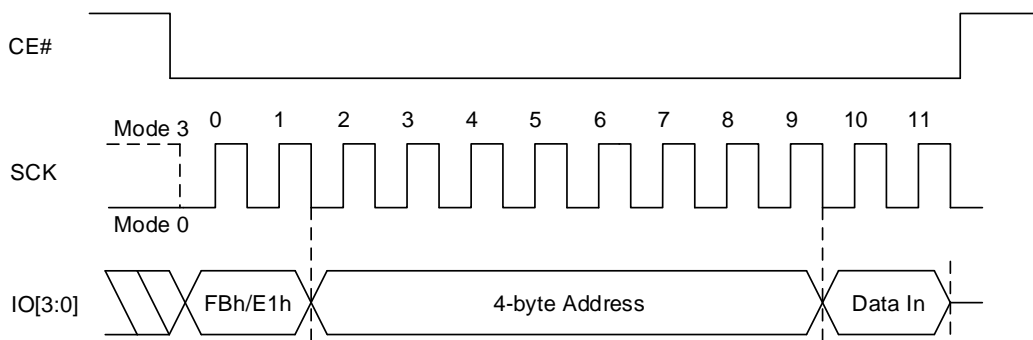 CE#
Mode 3 0 1 2 3 4 5 6 7 8 9 10 11
SCK
Mode 0
IO[3:0] FBh/E1h 4-byte Address Data In